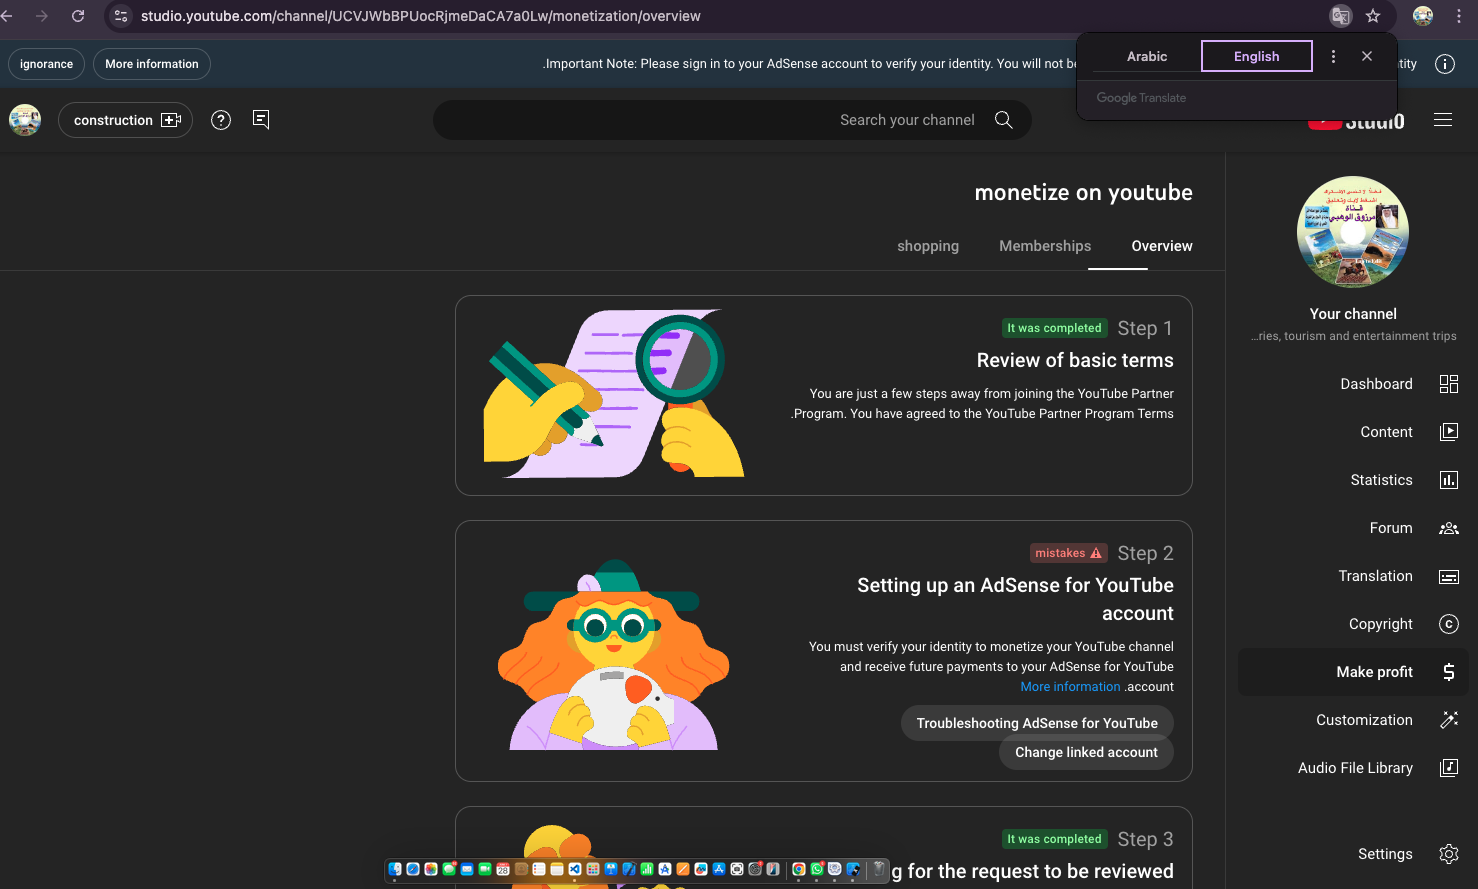 studio.youtube.com/channel/UCVJWbBPUocRjmeDaCA7a0Lw/monetization/overview
ignorance
More information
.Important Note: Please sign in to your AdSense account to verify your identity. You will not be
tity
Arabic
English
Google Translate
construction
Search your channel
Studio
monetize on youtube
shopping
Memberships
Overview
It was completed Step 1
Review of basic terms
You are just a few steps away from joining the YouTube Partner
.Program. You have agreed to the YouTube Partner Program Terms
mistakes Step 2
Setting up an AdSense for YouTube
account
You must verify your identity to monetize your YouTube channel
and receive future payments to your AdSense for YouTube
More information .account
Troubleshooting AdSense for YouTube
Change linked account
It was completed Step 3
g for the request to be reviewed
قناة
مرزوق الوهبي
Your channel
...ries, tourism and entertainment trips
Dashboard
Content
Statistics
Forum
Translation
Copyright
Make profit
Customization
Audio File Library
Settings
28